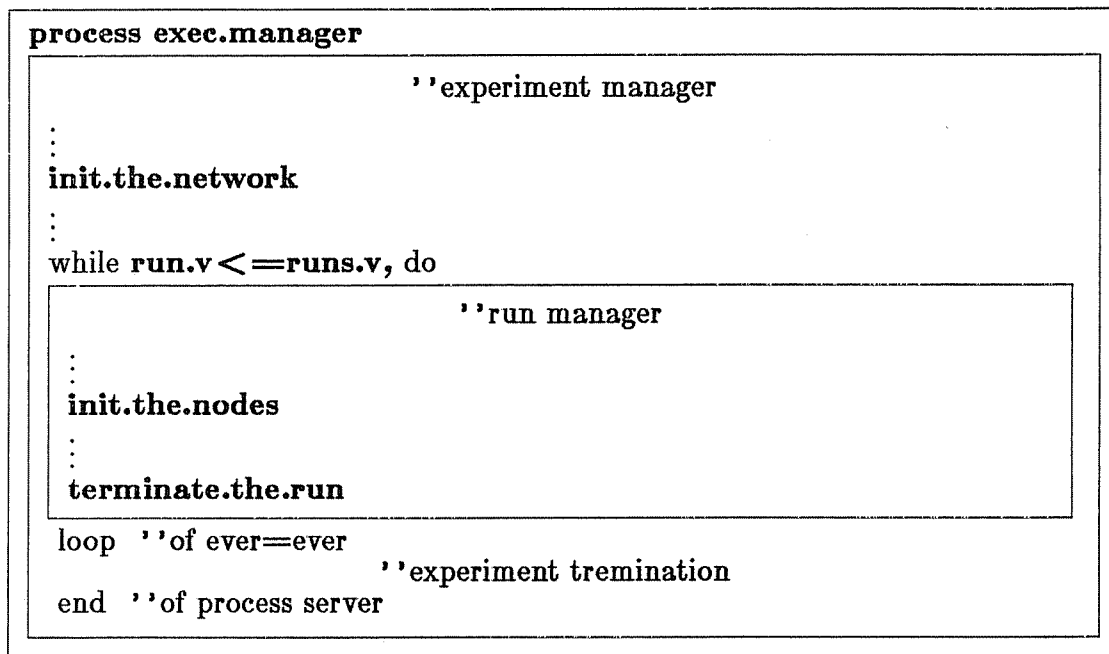 process exec.manager
’’experiment manager
⋮
init.the.network
⋮
while run.v<=runs.v, do
’’run manager
⋮
init.the.nodes
⋮
terminate.the.run
loop ’’of ever=ever
’’experiment tremination
end ’’of process server